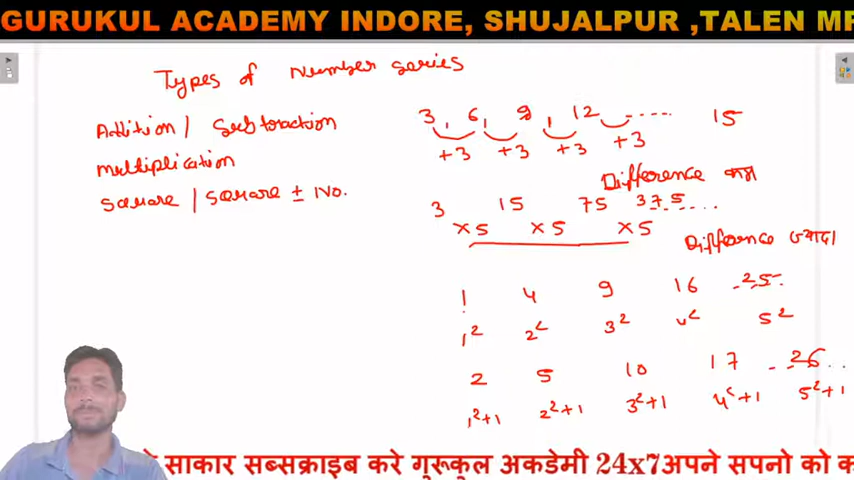 GURUKUL ACADEMY INDORE, SHUJALPUR ,TALEN MP
Types of Number series
Addition / Subtraction
multiplication
square / square ± No.
3, 6, 9, 12 ----- 15
+3 +3 +3 +3
Difference कम
3 15 75 375
×5 ×5 ×5
Difference ज्यादा
1 4 9 16 25
1² 2² 3² 4² 5²
2 5 10 17 26
1²+1 2²+1 3²+1 4²+1 5²+1
साकार सब्सक्राइब करे गुरूकुल अकडेमी 24x7अपने सपनो को